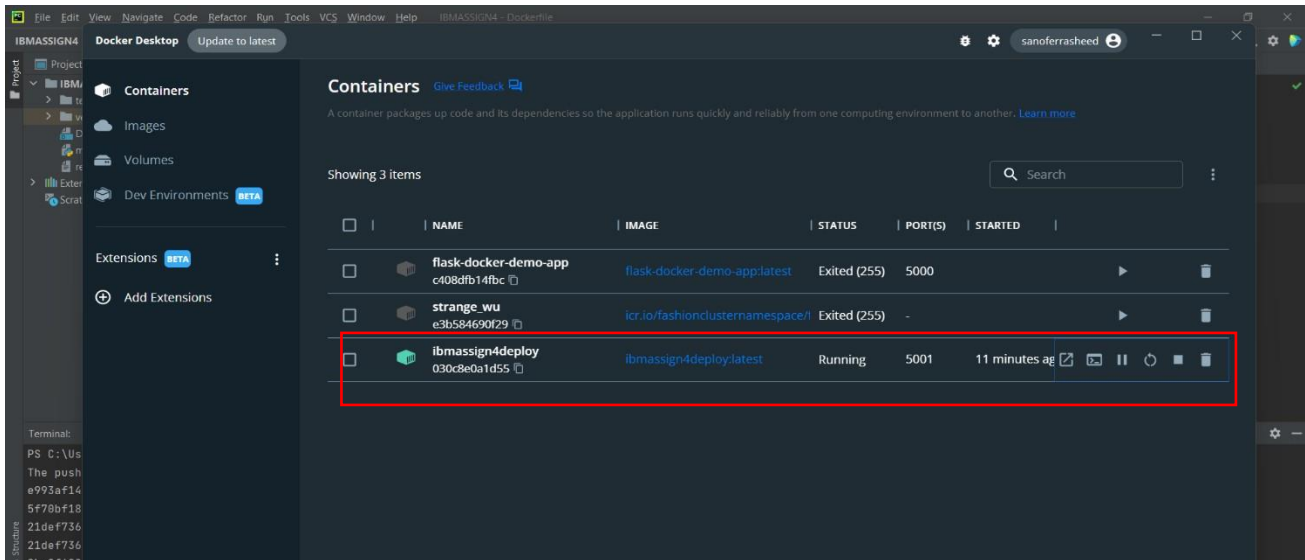 PC File Edit View Navigate Code Refactor Run Tools VCS Window Help IBMASSIGN4 - Dockerfile
IBMASSIGN4 Docker Desktop Update to latest sanoferrasheed
Project
Project
Containers
Images
Volumes
Dev Environments BETA
Extensions BETA
Add Extensions
Containers Give Feedback
A container packages up code and its dependencies so the application runs quickly and reliably from one computing environment to another. Learn more
Showing 3 items
Search
NAME IMAGE STATUS PORT(S) STARTED
flask-docker-demo-app
c408dfb14fbc
flask-docker-demo-app:latest Exited (255) 5000
strange_wu
e3b584690f29
icr.io/fashionclusternamespace/ Exited (255) -
ibmassign4deploy
030c8e0a1d55
ibmassign4deploy:latest Running 5001 11 minutes ag
Terminal:
PS C:\Us
The push
e993af14
5f70bf18
21def736
21def736
Structure